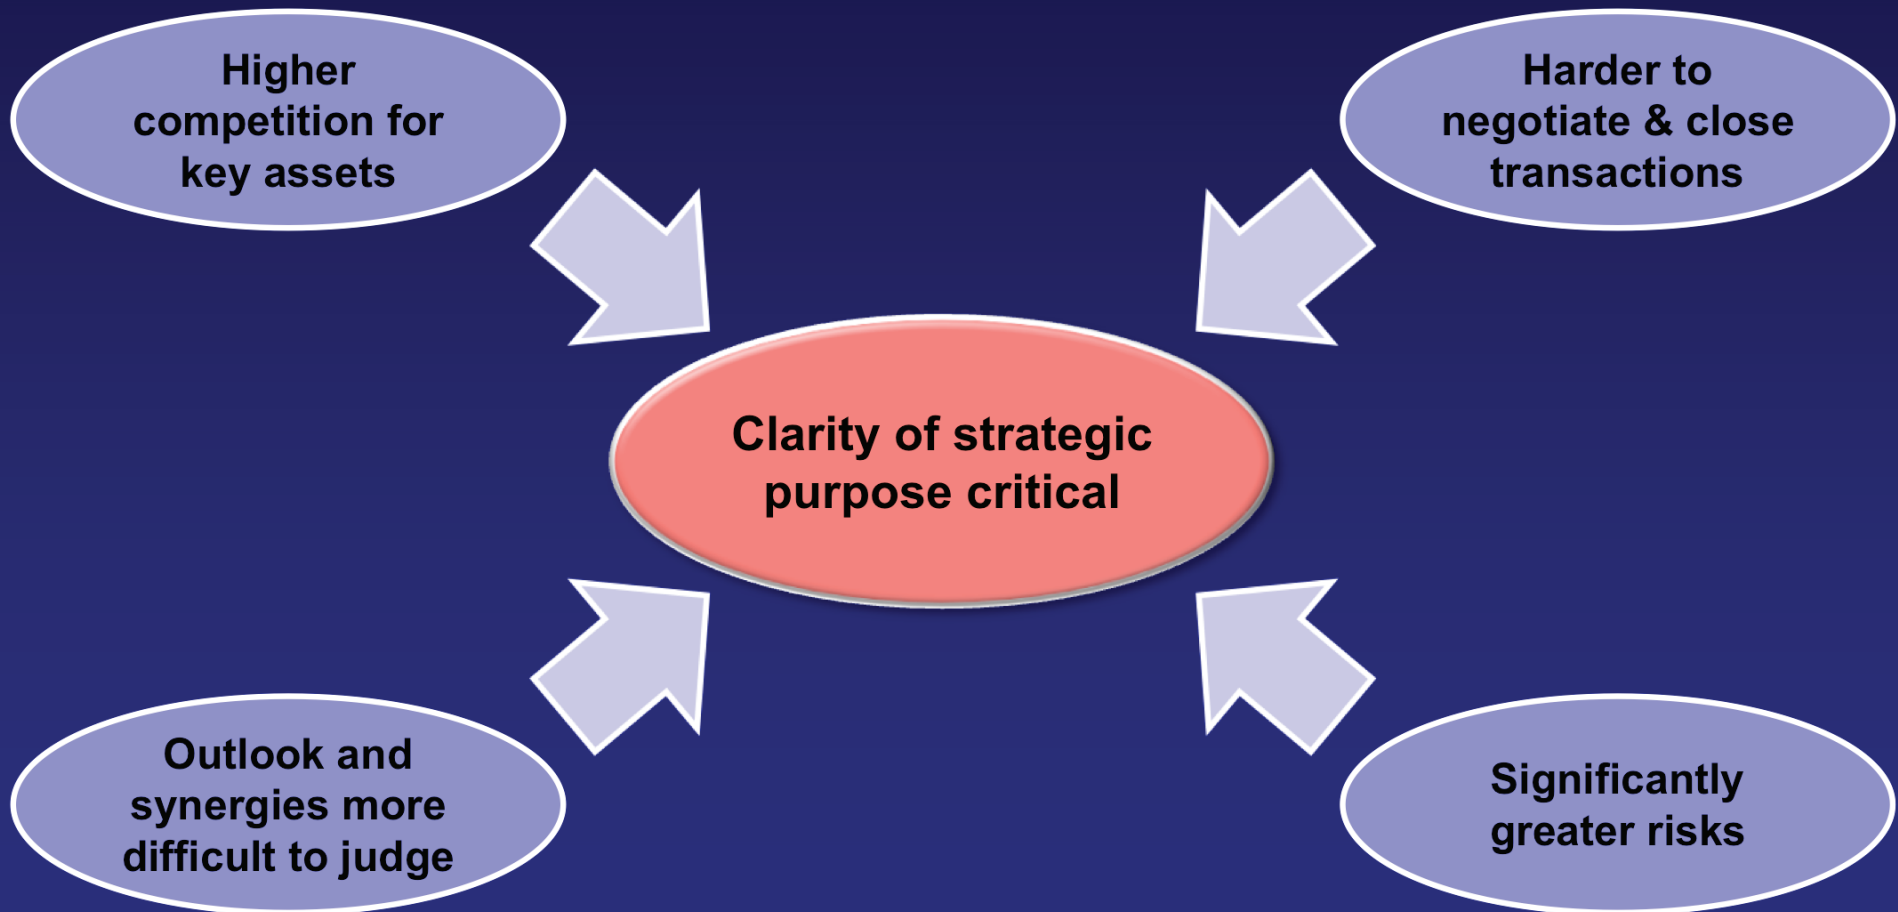 Higher
competition for
key assets
Harder to
negotiate & close
transactions
Clarity of strategic
purpose critical
Outlook and
synergies more
difficult to judge
Significantly
greater risks